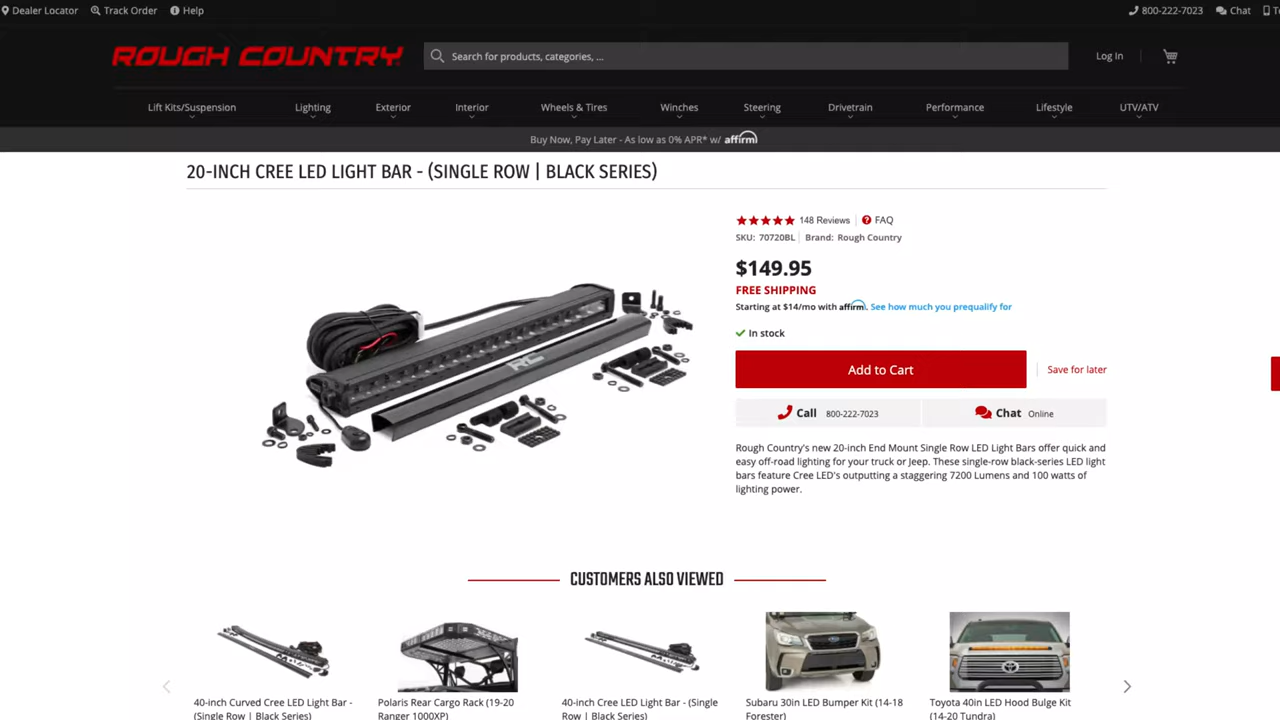 Dealer Locator Track Order Help 800-222-7023 Chat
ROUGH COUNTRY
Search for products, categories, ... Log In
Lift Kits/Suspension Lighting Exterior Interior Wheels & Tires Winches Steering Drivetrain Performance Lifestyle UTV/ATV
Buy Now, Pay Later - As low as 0% APR* w/ affirm
20-INCH CREE LED LIGHT BAR - (SINGLE ROW | BLACK SERIES)
148 Reviews FAQ
SKU: 70720BL Brand: Rough Country
$149.95
FREE SHIPPING
Starting at $14/mo with affirm. See how much you prequalify for
In stock
Add to Cart Save for later
Call 800-222-7023 Chat Online
RC
Rough Country's new 20-inch End Mount Single Row LED Light Bars offer quick and
easy off-road lighting for your truck or Jeep. These single-row black-series LED light
bars feature Cree LED's outputting a staggering 7200 Lumens and 100 watts of
lighting power.
CUSTOMERS ALSO VIEWED
40-inch Curved Cree LED Light Bar -
(Single Row | Black Series)
Polaris Rear Cargo Rack (19-20
Ranger 1000XP)
40-inch Cree LED Light Bar - (Single
Row | Black Series)
Subaru 30in LED Bumper Kit (14-18
Forester)
Toyota 40in LED Hood Bulge Kit
(14-20 Tundra)